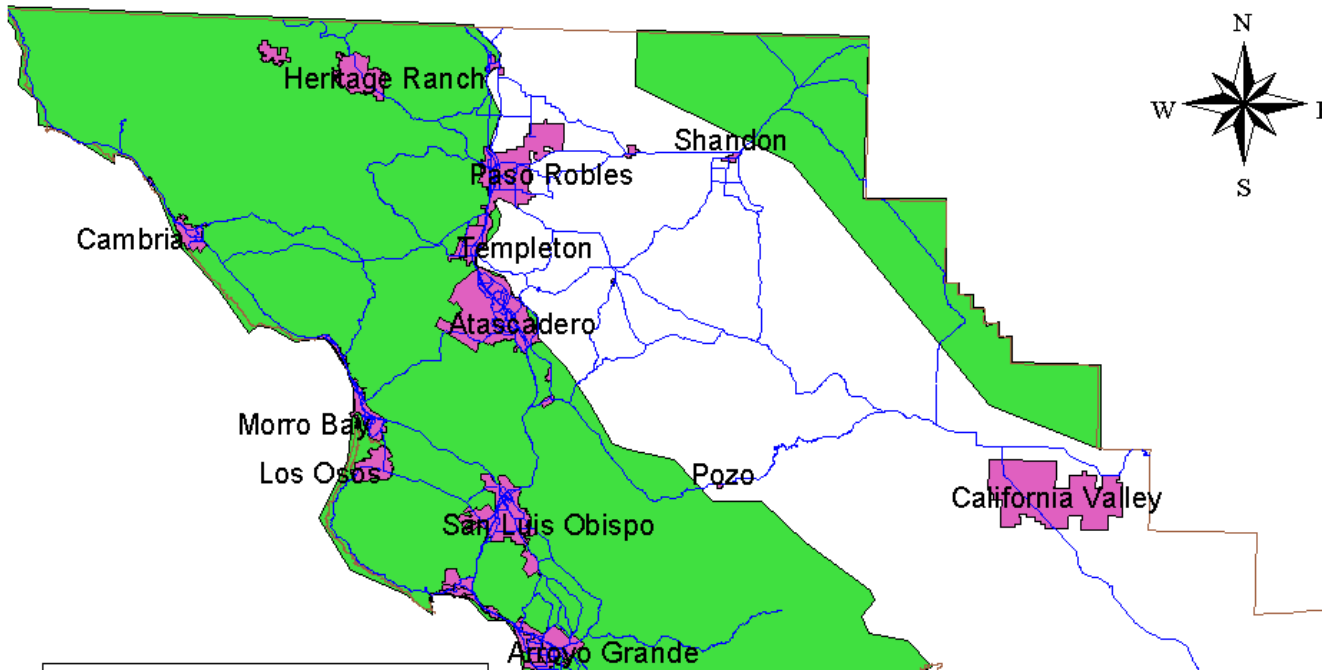 N
Heritage Ranch
W
Shandon
Paso Robles
S
Cambria
Templeton
Atascadero
Morro Bay
Los Osos
Pozo
California Valley
San Luis Obispo
Arroyo Grande